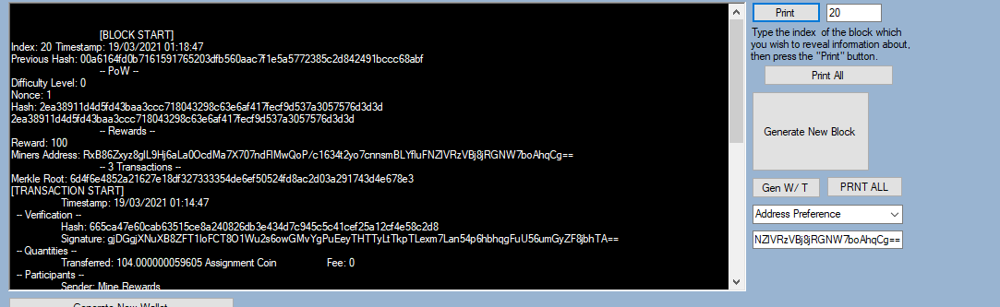 [BLOCK START]
Index: 20 Timestamp: 19/03/2021 01:18:47
Previous Hash: 00a6164fd0b7161591765203dfb560aac7f1e5a5772385c2d842491bccc68abf
-- PoW --
Difficulty Level: 0
Nonce: 1
Hash: 2ea38911d4d5fd43baa3ccc718043298c63e6af417fecf9d537a3057576d3d3d
2ea38911d4d5fd43baa3ccc718043298c63e6af417fecf9d537a3057576d3d3d
-- Rewards --
Reward: 100
Miners Address: RxB86Zxyz8glL9Hj6aLa0OcdMa7X707ndFlMwQoP/c1634t2yo7cnnsmBLYfluFNZlVRzVBj8jRGNW7boAhqCg==
-- 3 Transactions --
Merkle Root: 6d4f6e4852a21627e18df327333354de6ef50524fd8ac2d03a291743d4e678e3
[TRANSACTION START]
Timestamp: 19/03/2021 01:14:47
-- Verification --
Hash: 665ca47e60cab63515ce8a240826db3e434d7c945c5c41cef25a12cf4e58c2d8
Signature: gjDGgjXNuXB8ZFT1IoFCT8O1Wu2s6owGMvYgPuEeyTHTTyLtTkpTLexm7Lan54p6hbhqgFuU56umGyZF8jbhTA==
-- Quantities --
Transferred: 104.000000059605 Assignment Coin Fee: 0
-- Participants --
Sender: Mine Rewards
Generate New Wallet
Print 20
Type the index of the block which
you wish to reveal information about,
then press the "Print" button.
Print All
Generate New Block
Gen W/ T PRNT ALL
Address Preference
NZlVRzVBj8jRGNW7boAhqCg==